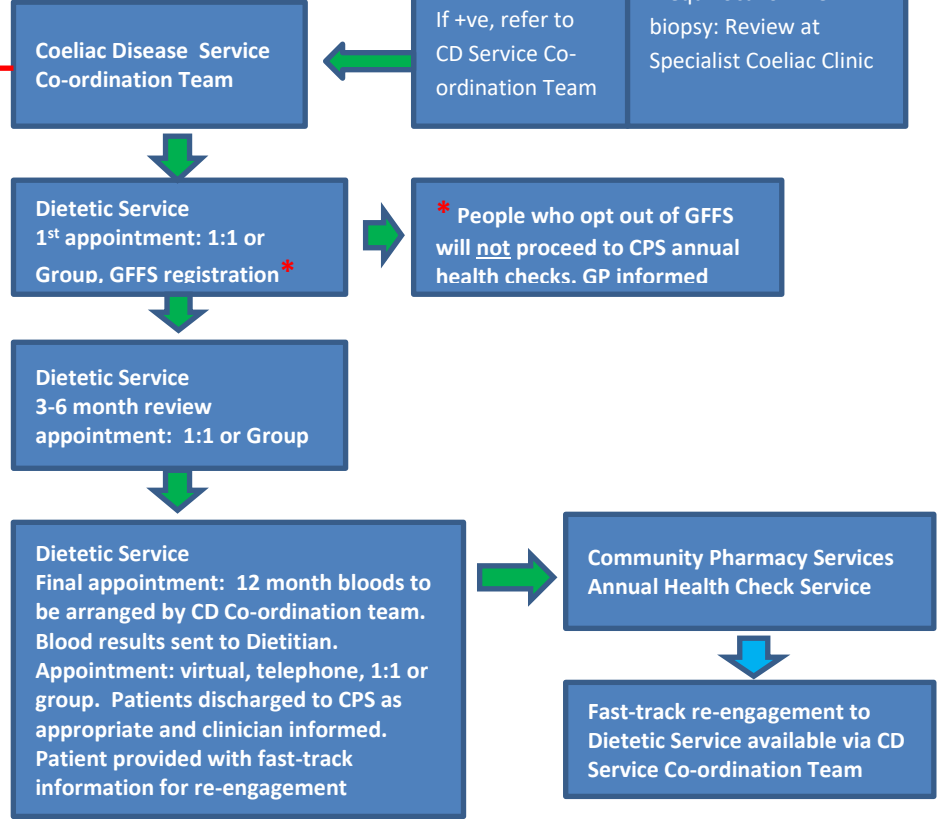 If +ve, refer to
CD Service Co-
ordination Team
biopsy: Review at
Specialist Coeliac Clinic
Coeliac Disease Service
Co-ordination Team
Dietetic Service
1st appointment: 1:1 or
Group, GFFS registration*
* People who opt out of GFFS
will not proceed to CPS annual
health checks. GP informed
Dietetic Service
3-6 month review
appointment: 1:1 or Group
Dietetic Service
Final appointment: 12 month bloods to
be arranged by CD Co-ordination team.
Blood results sent to Dietitian.
Appointment: virtual, telephone, 1:1 or
group. Patients discharged to CPS as
appropriate and clinician informed.
Patient provided with fast-track
information for re-engagement
Community Pharmacy Services
Annual Health Check Service
Fast-track re-engagement to
Dietetic Service available via CD
Service Co-ordination Team